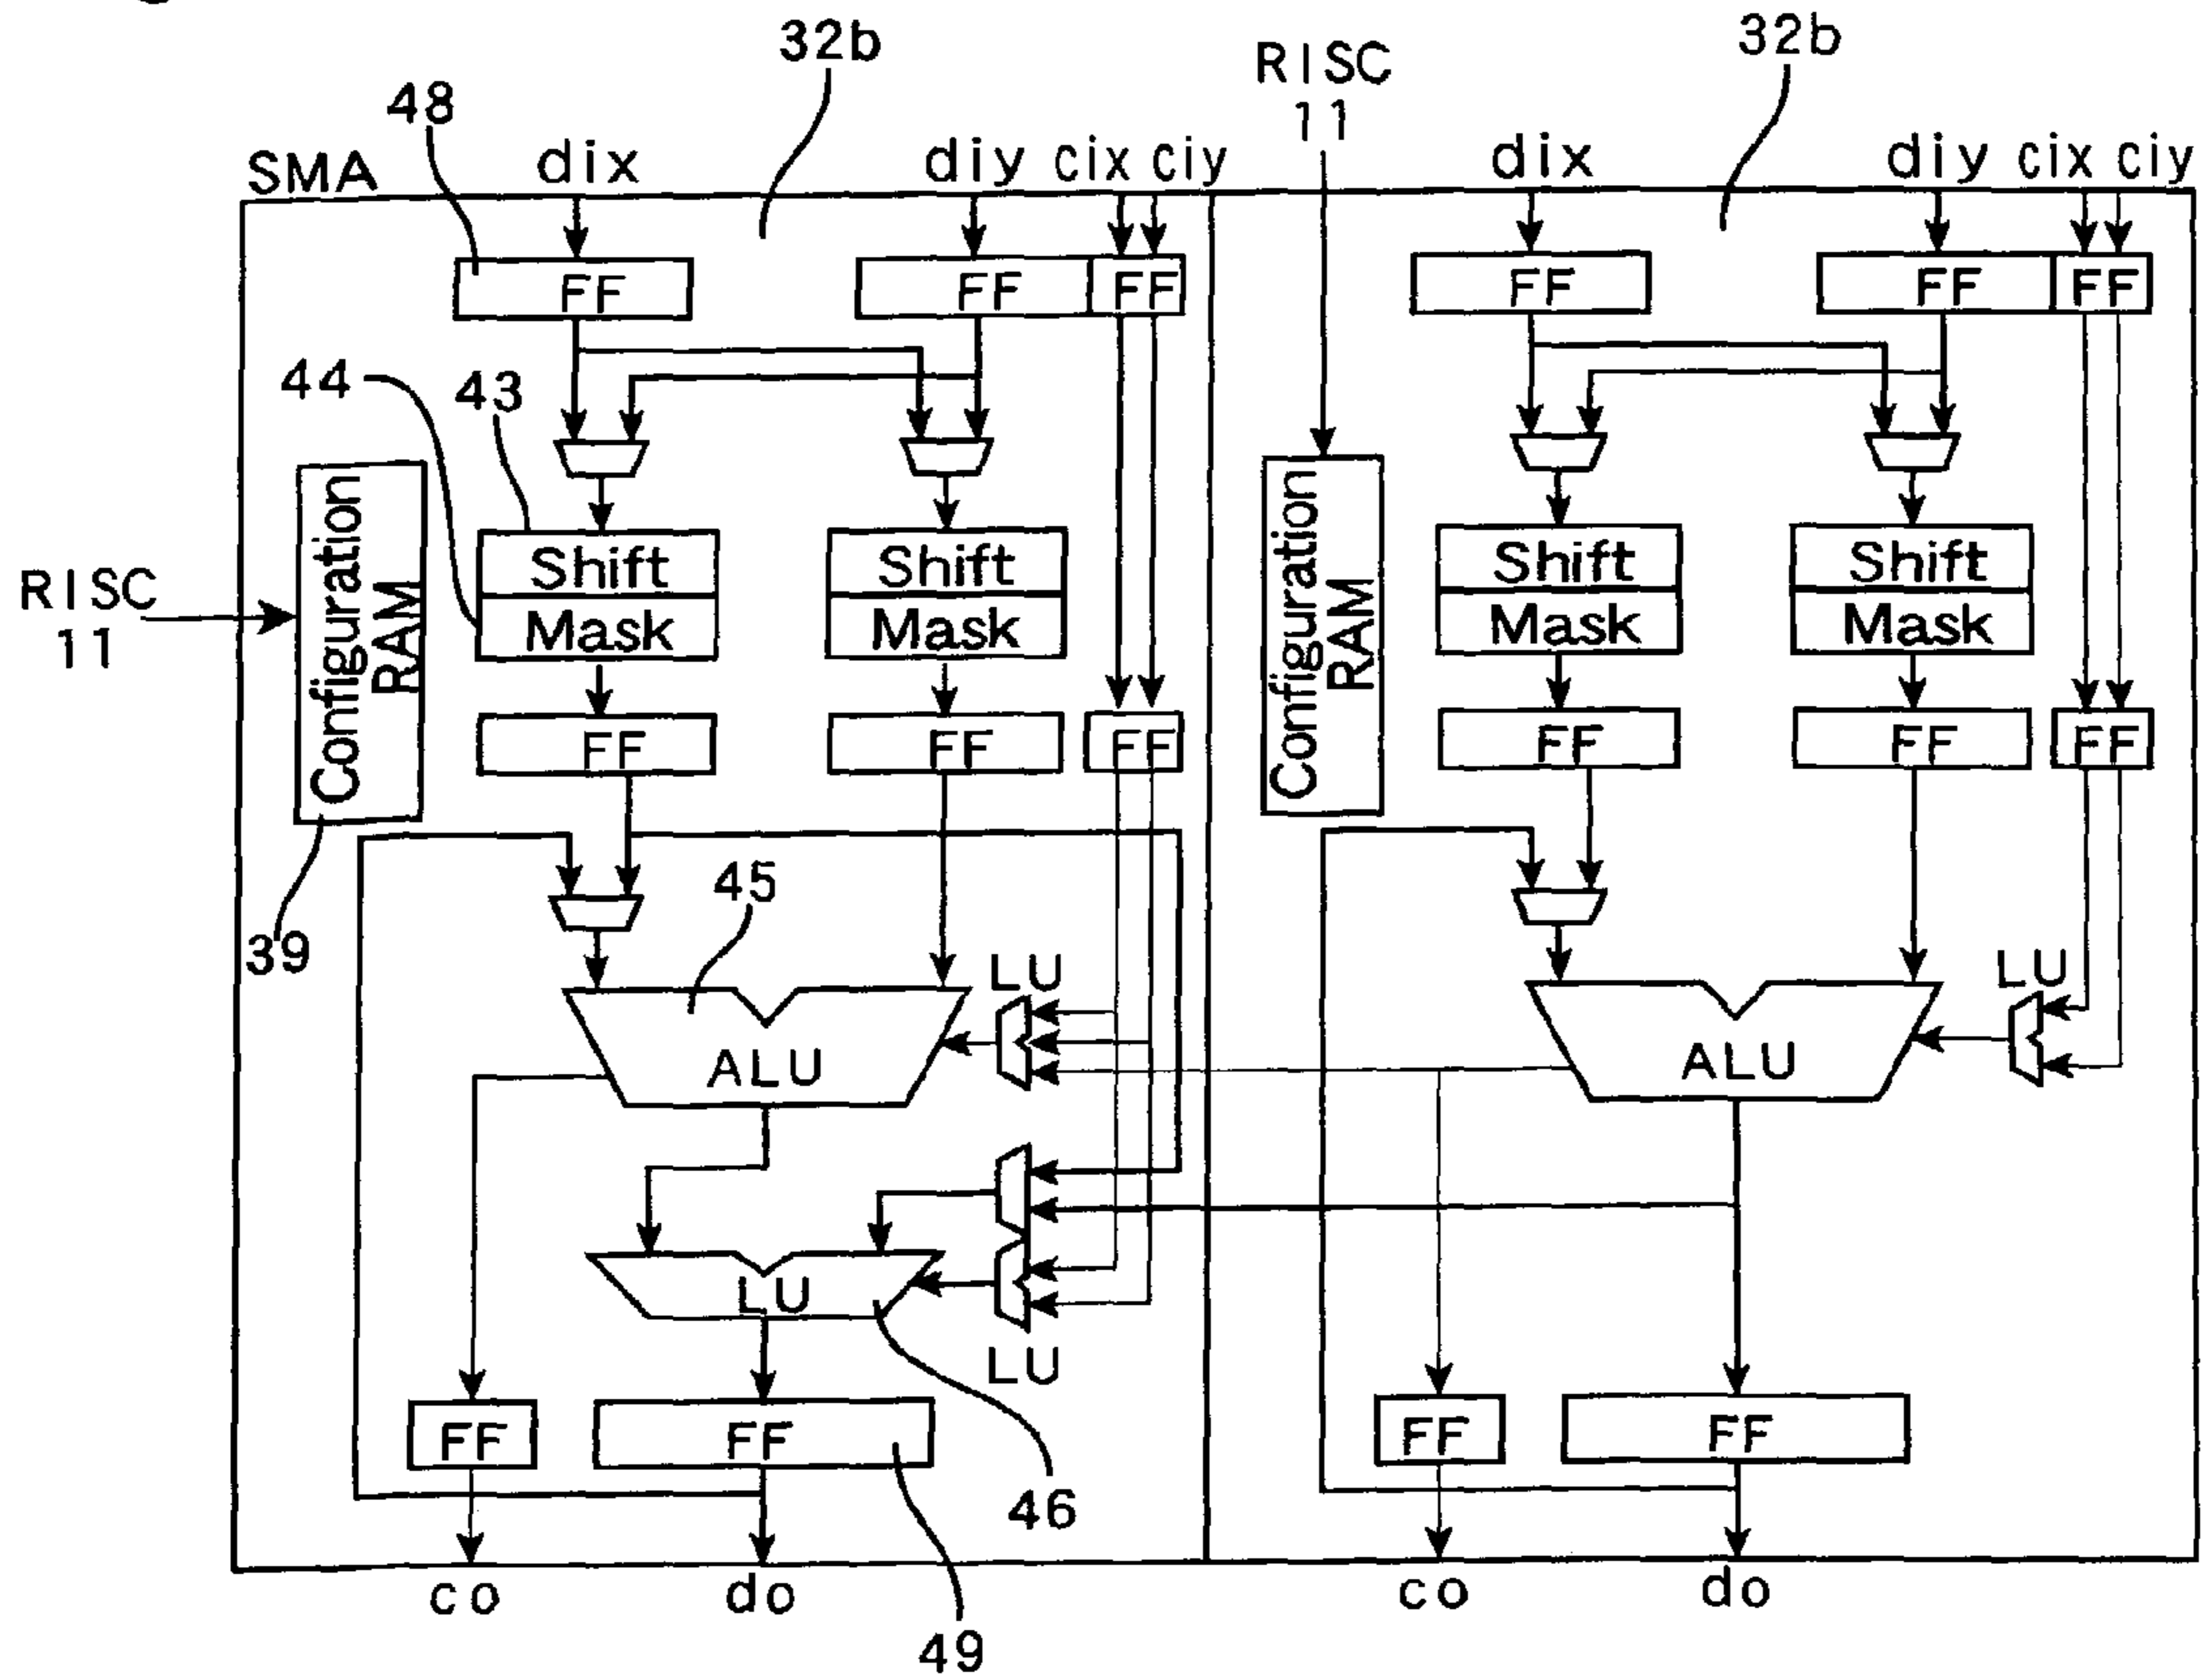 32b
32b
RISC
11
48
SMA
dix
diy
cix
ciy
dix
diy
cix
ciy
FF
FF
FF
FF
FF
FF
44
43
Configuration
RAM
Configuration
RAM
Shift
Shift
Shift
Shift
Mask
Mask
Mask
Mask
RISC
11
FF
FF
FF
FF
FF
FF
45
39
LU
LU
ALU
ALU
LU
LU
FF
FF
FF
FF
46
co
do
co
do
49